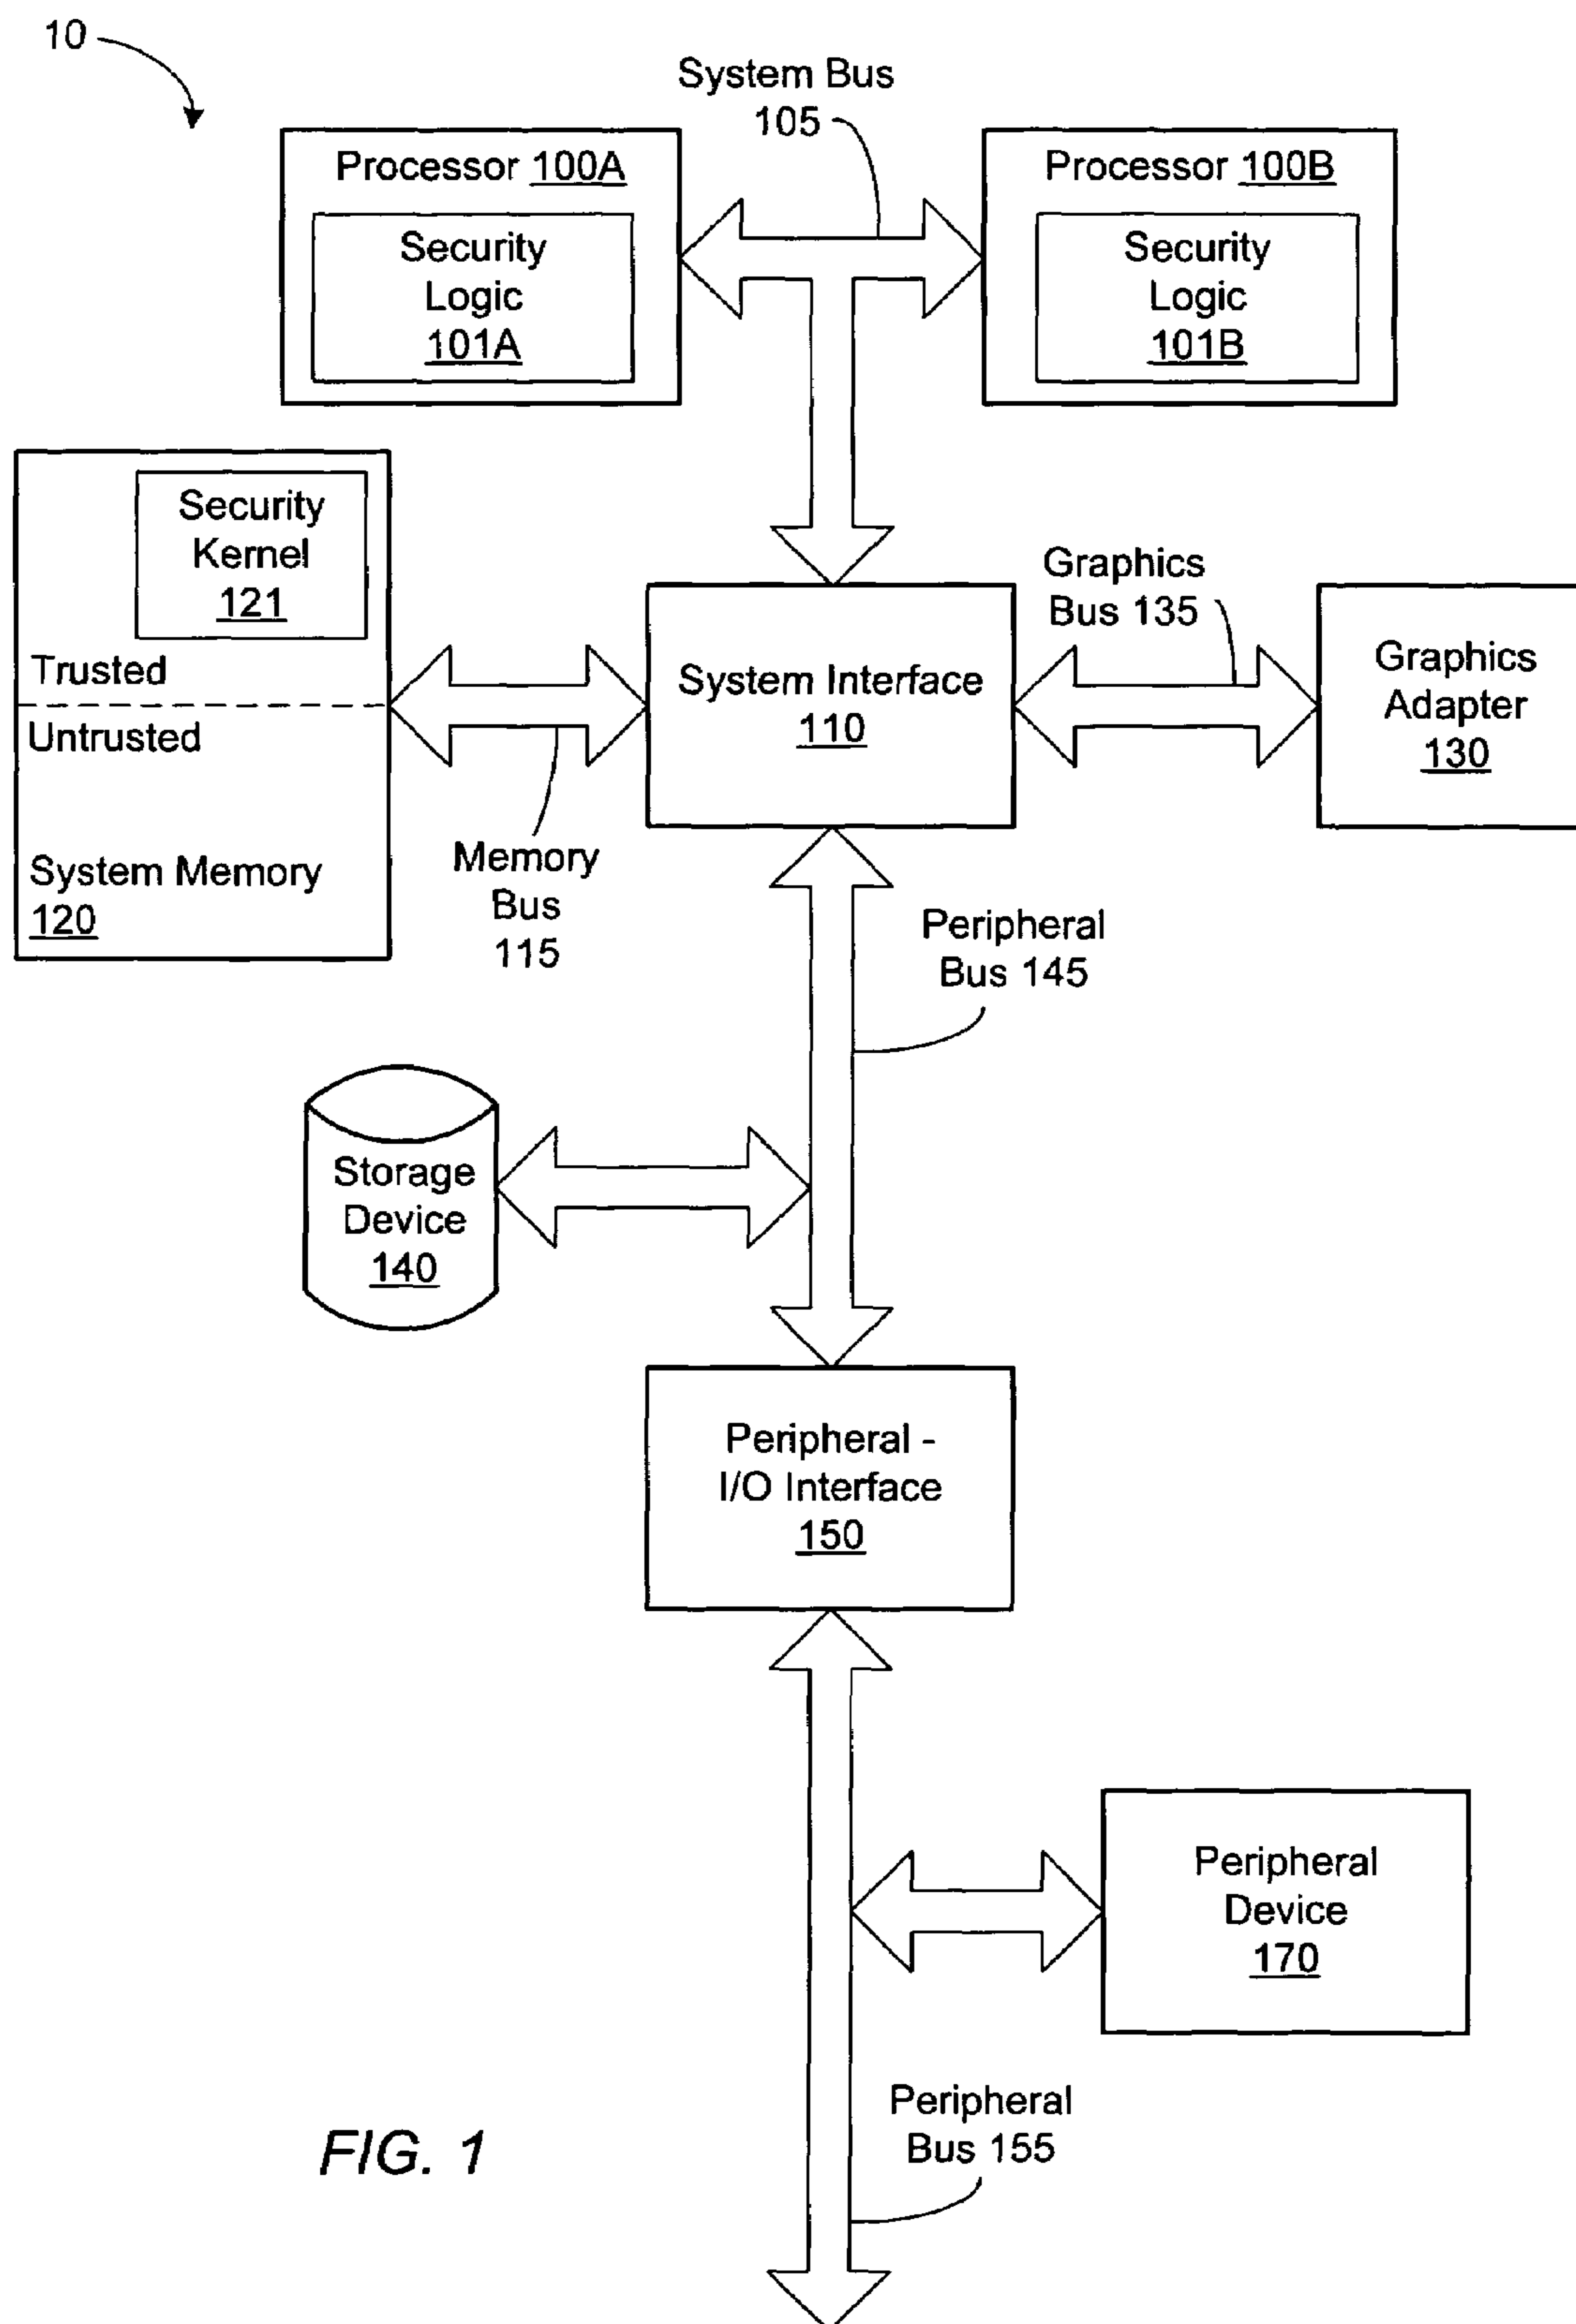 10
System Bus
105
Processor 100A
Security
Logic
101A
Processor 100B
Security
Logic
101B
Security
Kernel
121
Trusted
Untrusted
System Memory
120
Memory
Bus
115
System Interface
110
Graphics
Bus 135
Graphics
Adapter
130
Peripheral
Bus 145
Storage
Device
140
Peripheral -
I/O Interface
150
Peripheral
Device
170
Peripheral
Bus 155
FIG. 1